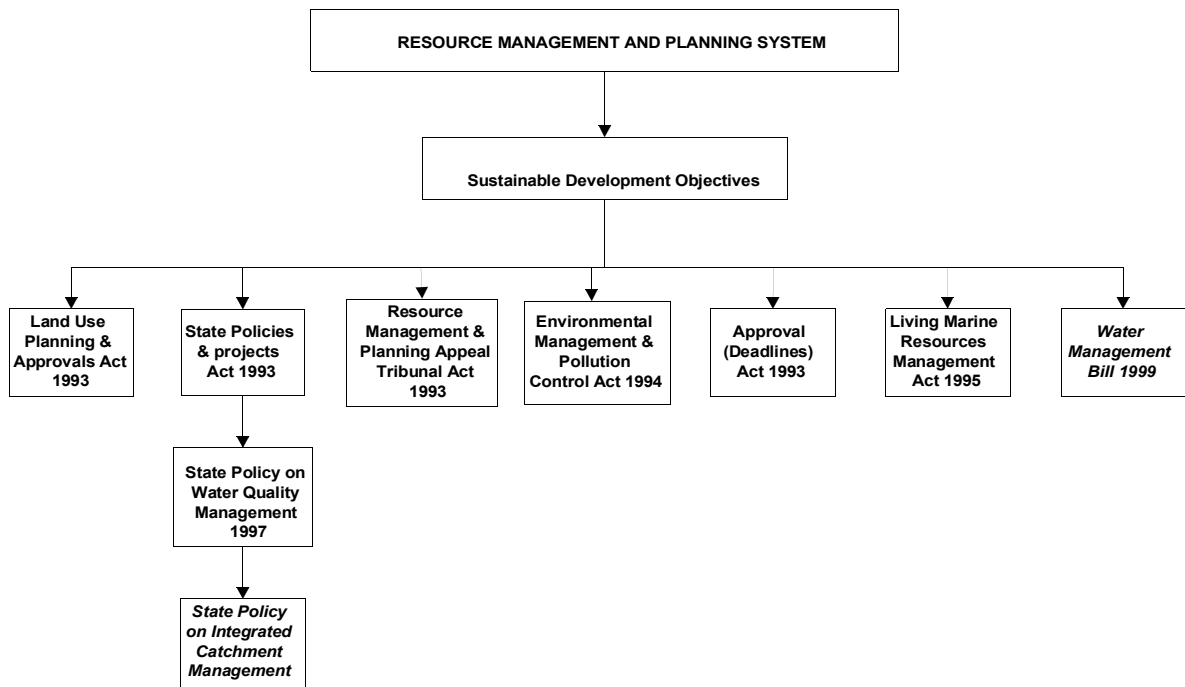 RESOURCE MANAGEMENT AND PLANNING SYSTEM
Sustainable Development Objectives
Land Use
Planning &
Approvals Act
1993
State Policies
& projects
Act 1993
Resource
Management &
Planning Appeal
Tribunal Act
1993
Environmental
Management &
Pollution
Control Act 1994
Approval
(Deadlines)
Act 1993
Living Marine
Resources
Management
Act 1995
Water
Management
Bill 1999
State Policy on
Water Quality
Management
1997
State Policy
on Integrated
Catchment
Management